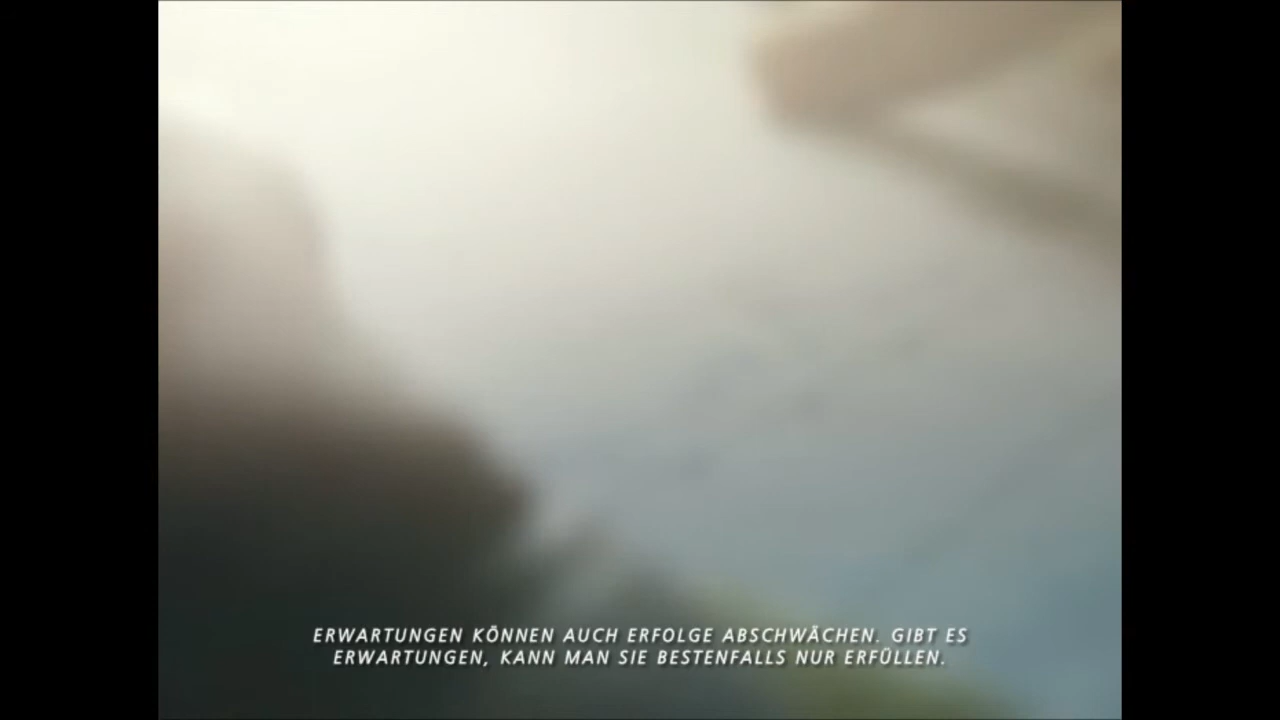 ERWARTUNGEN KÖNNEN AUCH ERFOLGE ABSCHWÄCHEN. GIBT ES
ERWARTUNGEN, KANN MAN SIE BESTENFALLS NUR ERFÜLLEN.